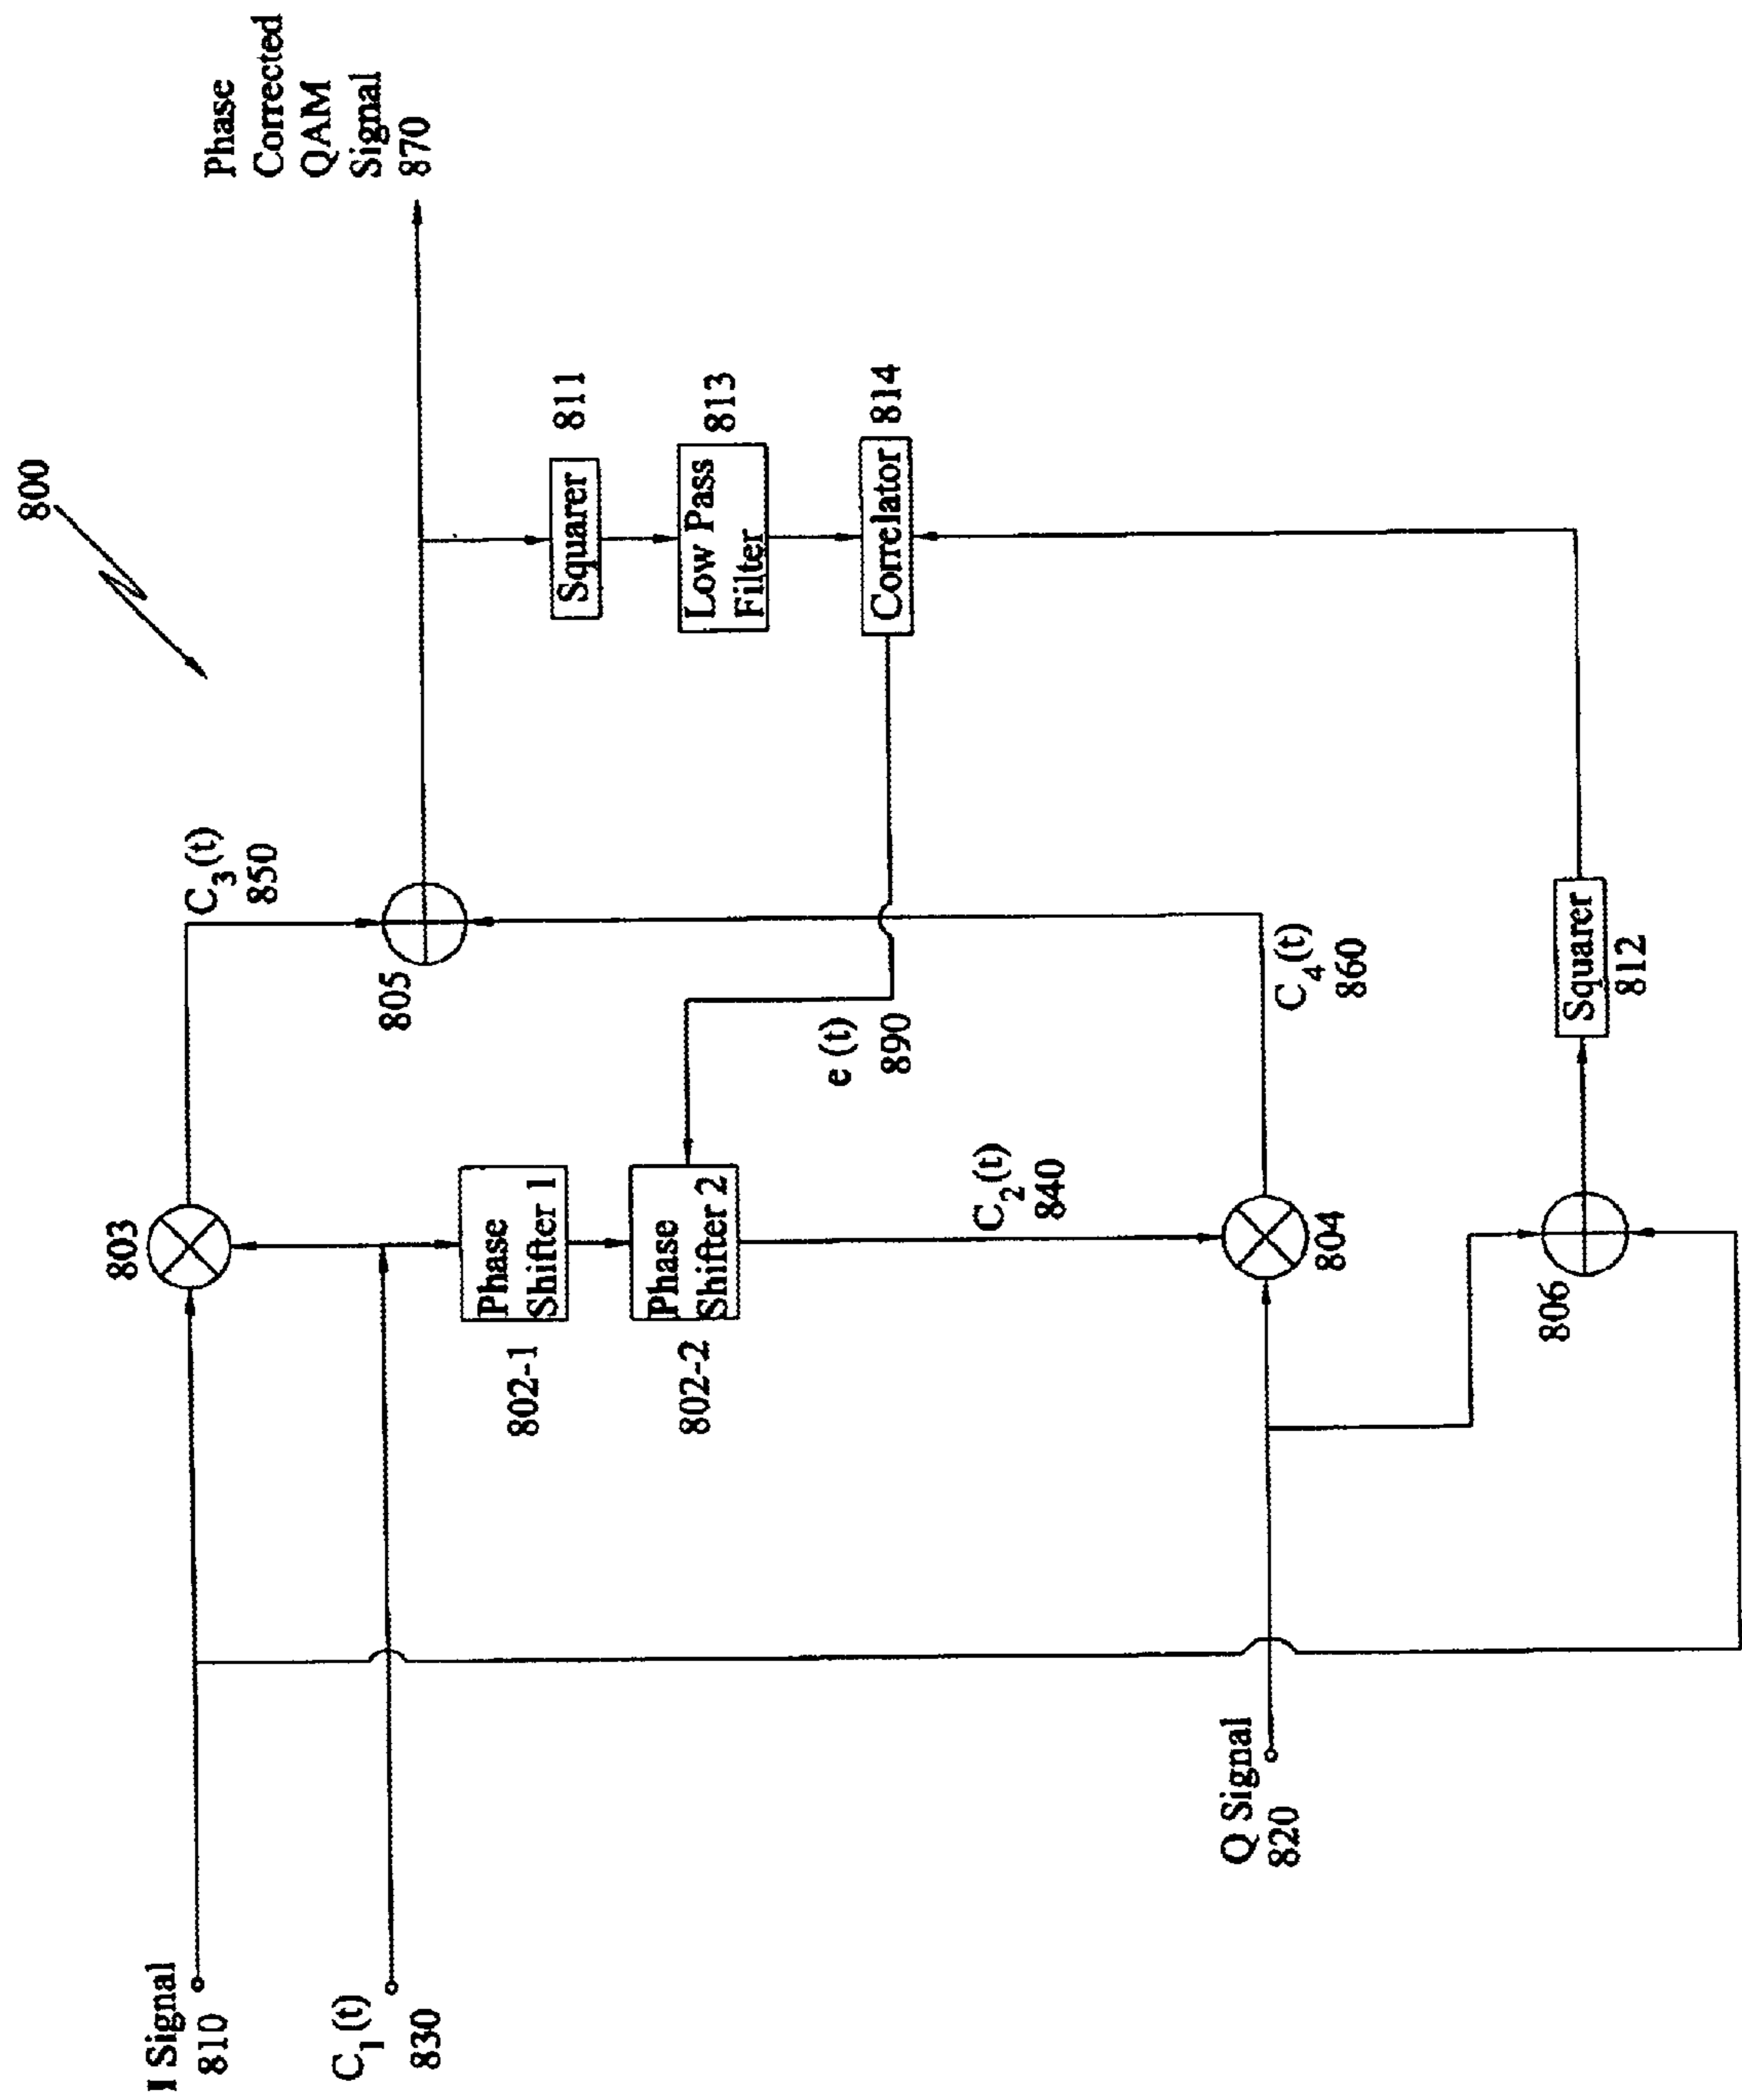 800
Phase
Corrected
QAM
Signal
870
I Signal
810
C1(t)
830
803
C3(t)
850
805
Phase
Shifter 1
802-1
Phase
Shifter 2
802-2
e (t)
890
Squarer
811
Low Pass
Filter
813
Correlator
814
C2(t)
840
Q Signal
820
804
C4(t)
860
806
Squarer
812